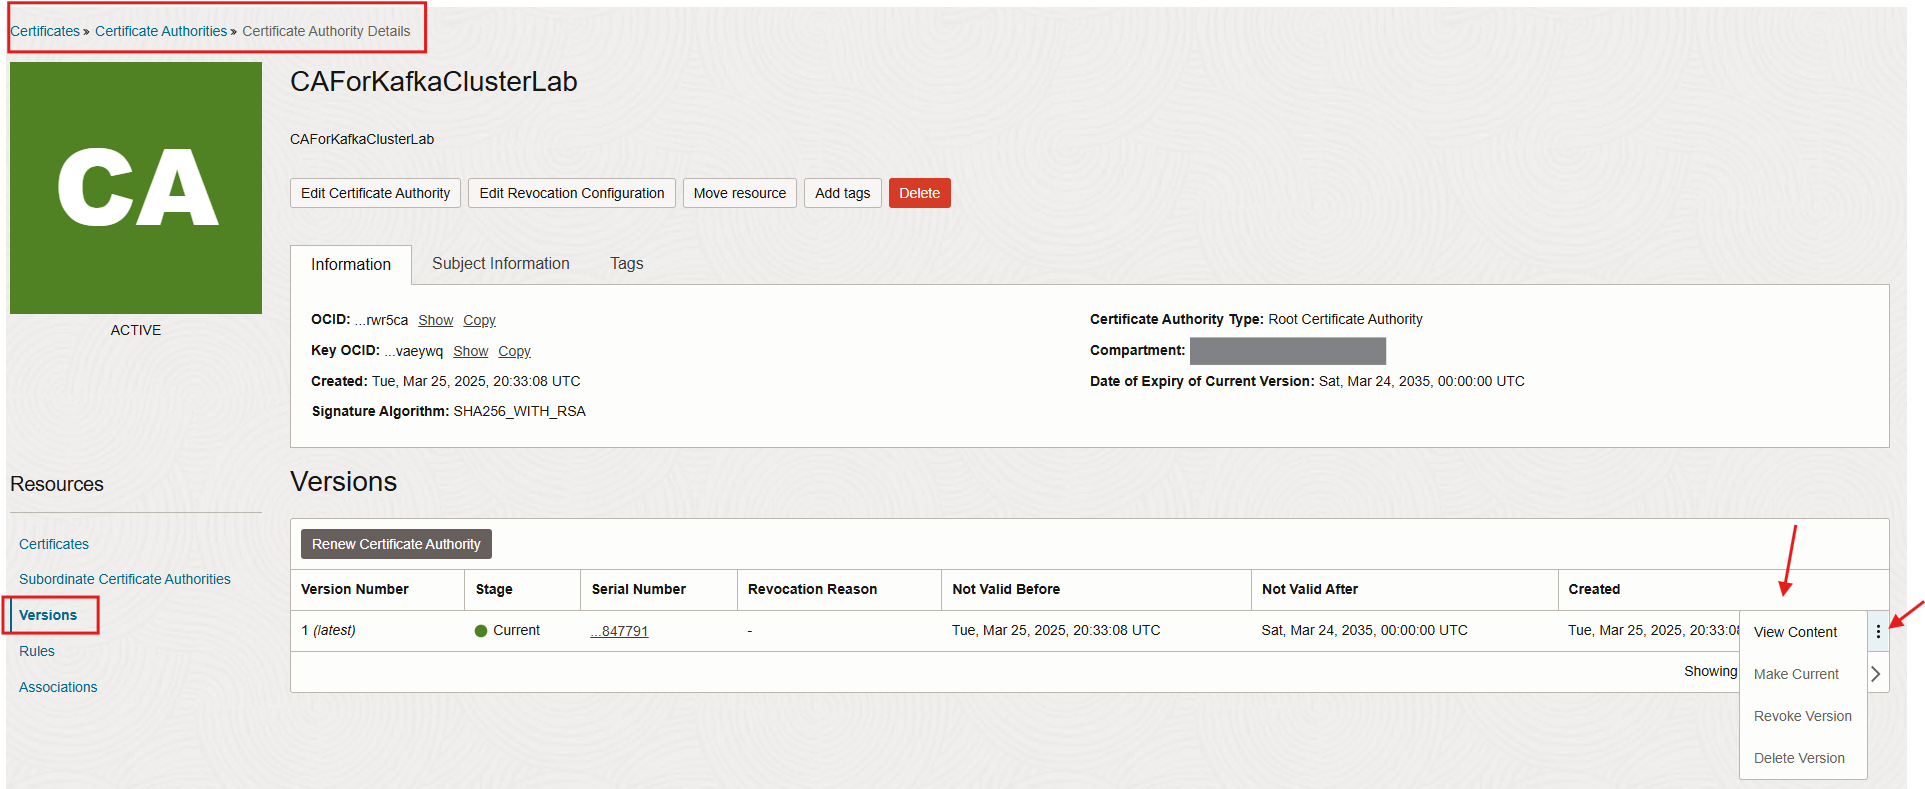 Certificates » Certificate Authorities » Certificate Authority Details
CA
ACTIVE
CAForKafkaClusterLab
CAForKafkaClusterLab
Edit Certificate Authority Edit Revocation Configuration Move resource Add tags Delete
Information Subject Information Tags
OCID: ...rwr5ca Show Copy
Key OCID: ...vaeywq Show Copy
Created: Tue, Mar 25, 2025, 20:33:08 UTC
Signature Algorithm: SHA256_WITH_RSA
Certificate Authority Type: Root Certificate Authority
Compartment:
Date of Expiry of Current Version: Sat, Mar 24, 2035, 00:00:00 UTC
Resources
Certificates
Subordinate Certificate Authorities
Versions
Rules
Associations
Versions
Renew Certificate Authority
Version Number Stage Serial Number Revocation Reason Not Valid Before Not Valid After Created
1 (latest) Current ...847791 - Tue, Mar 25, 2025, 20:33:08 UTC Sat, Mar 24, 2035, 00:00:00 UTC Tue, Mar 25, 2025, 20:33:08
Showing
View Content
Make Current
Revoke Version
Delete Version